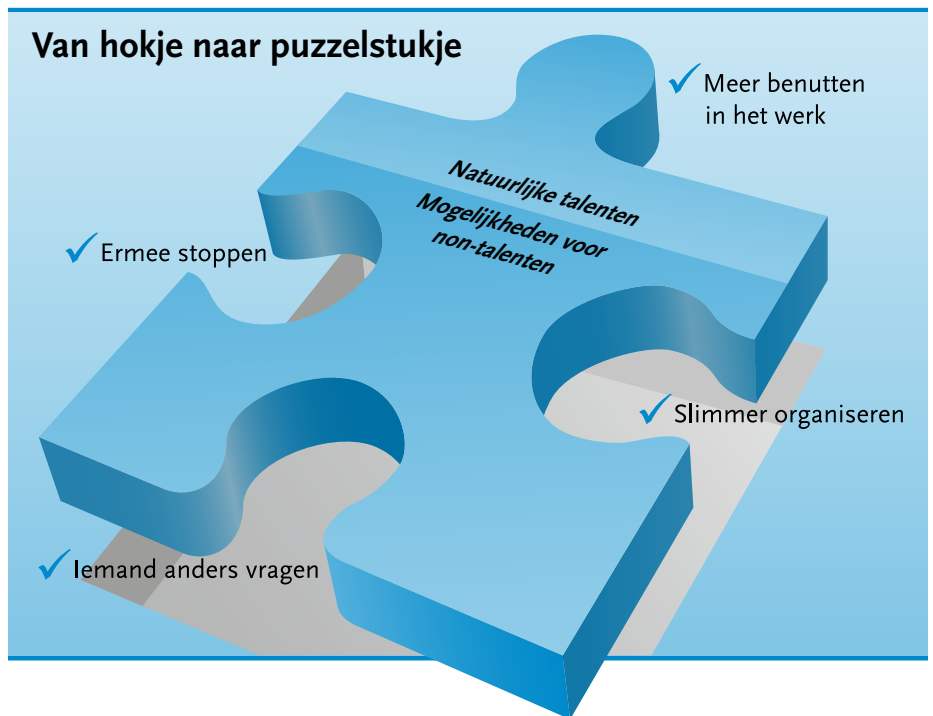 Van hokje naar puzzelstukje
✓ Meer benutten
in het werk
Natuurlijke talenten
Mogelijkheden voor
non-talenten
✓ Ermee stoppen
✓ Slimmer organiseren
✓ Iemand anders vragen